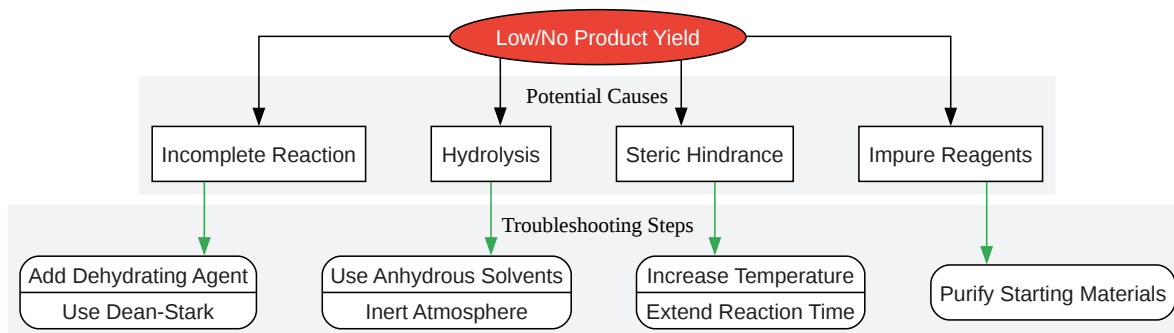 Low/No Product Yield
Potential Causes
Incomplete Reaction
Hydrolysis
Steric Hindrance
Impure Reagents
Troubleshooting Steps
Add Dehydrating Agent
Use Dean-Stark
Use Anhydrous Solvents
Inert Atmosphere
Increase Temperature
Extend Reaction Time
Purify Starting Materials